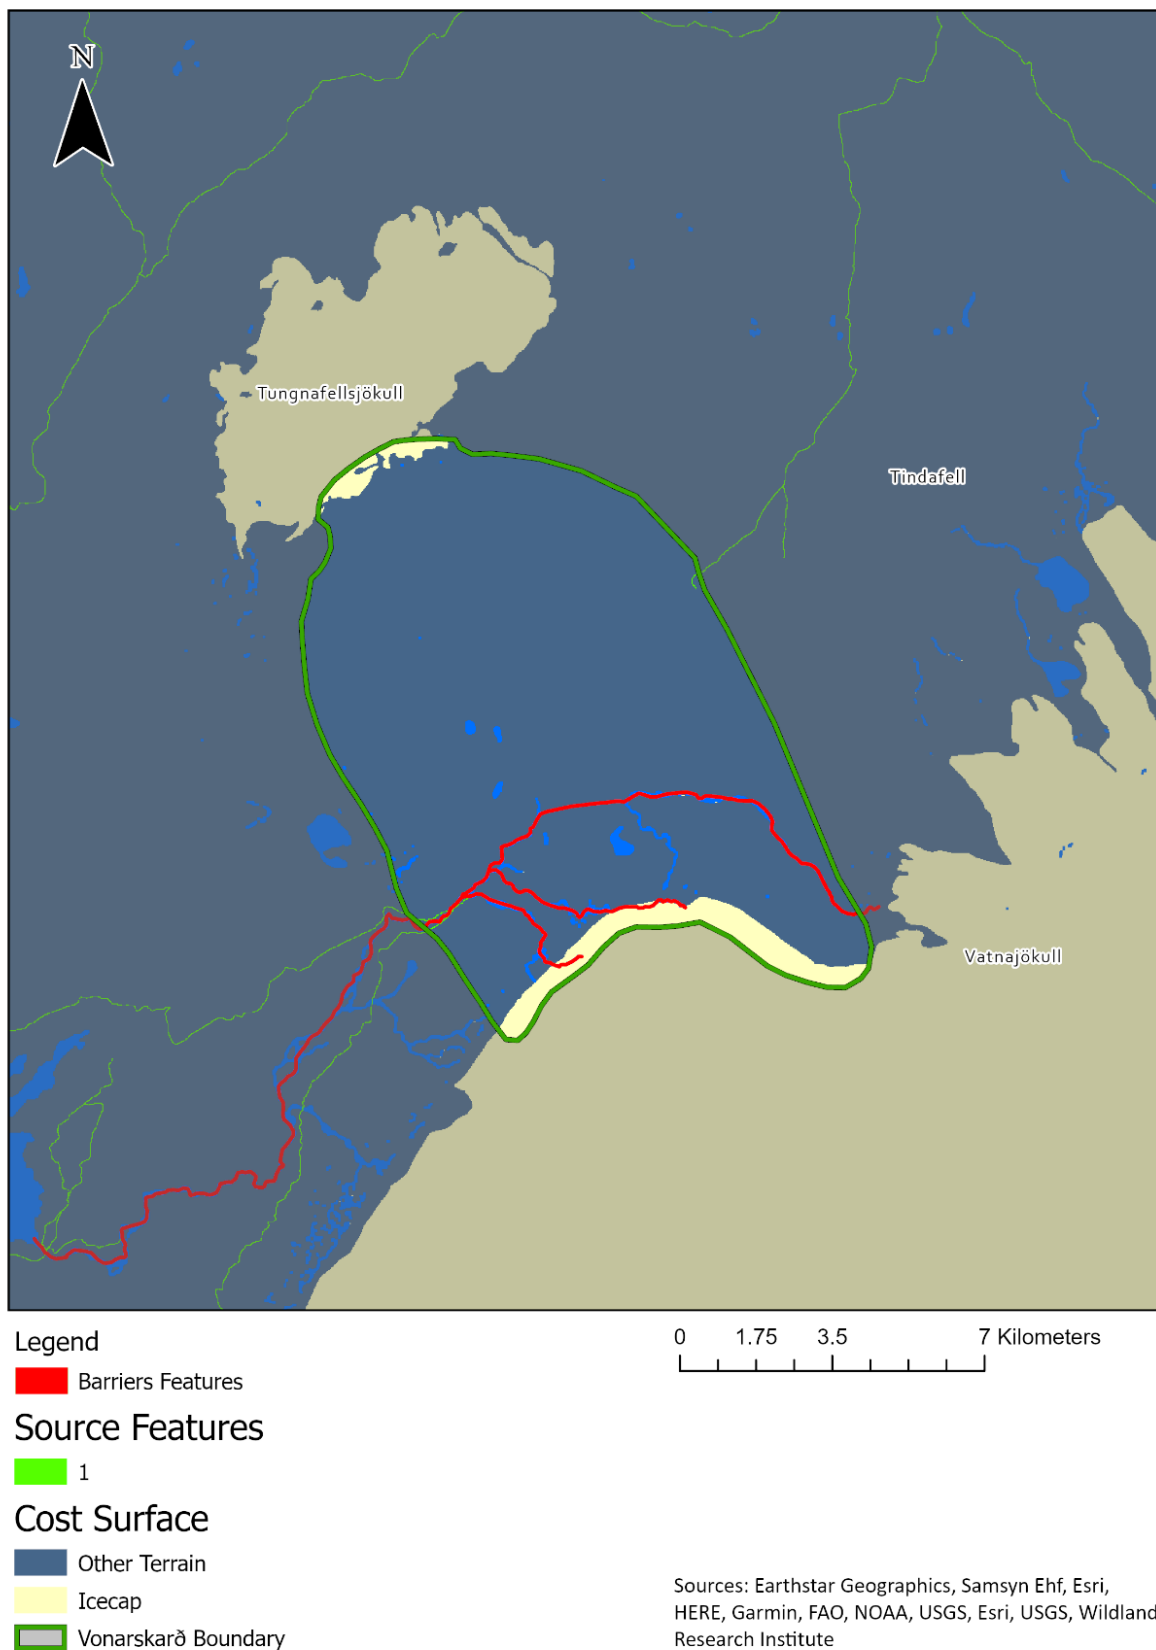 N
Tungnafellsjökull
Tindafell
Vatnajökull
Legend
Barriers Features
Source Features
1
Cost Surface
Other Terrain
Icecap
Vonarskarð Boundary
0 1.75 3.5 7 Kilometers
Sources: Earthstar Geographics, Samsyn Ehf, Esri,
HERE, Garmin, FAO, NOAA, USGS, Esri, USGS, Wildland
Research Institute